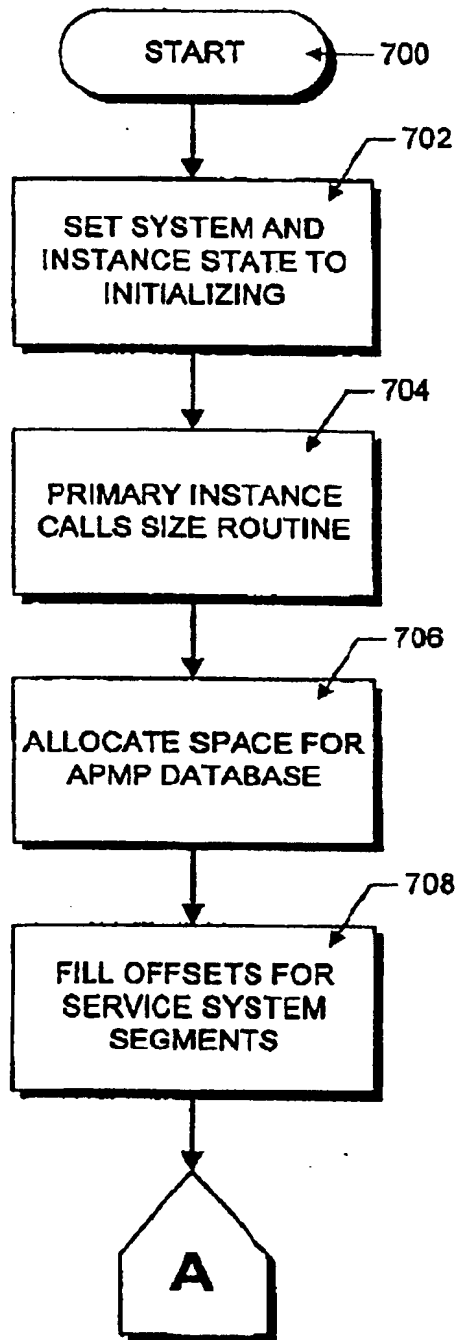 START
700
702
SET SYSTEM AND
INSTANCE STATE TO
INITIALIZING
704
PRIMARY INSTANCE
CALLS SIZE ROUTINE
706
ALLOCATE SPACE FOR
APMP DATABASE
708
FILL OFFSETS FOR
SERVICE SYSTEM
SEGMENTS
A